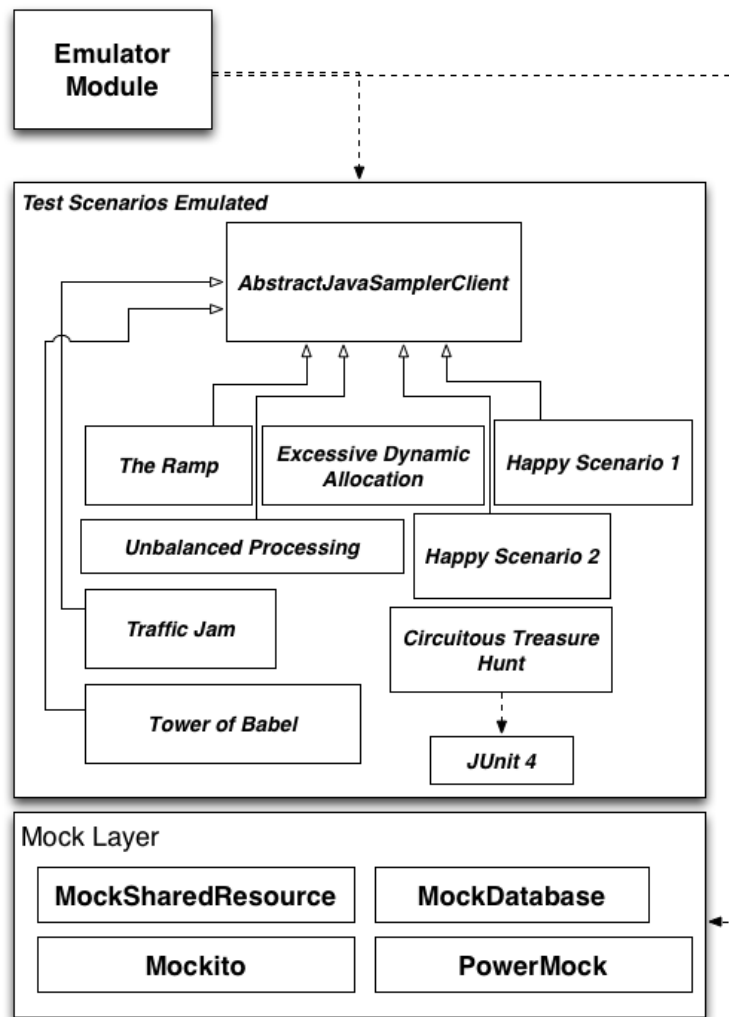 Emulator
Module
Test Scenarios Emulated
AbstractJavaSamplerClient
The Ramp
Excessive Dynamic
Allocation
Happy Scenario 1
Unbalanced Processing
Happy Scenario 2
Traffic Jam
Circuitous Treasure
Hunt
Tower of Babel
JUnit 4
Mock Layer
MockSharedResource
MockDatabase
Mockito
PowerMock